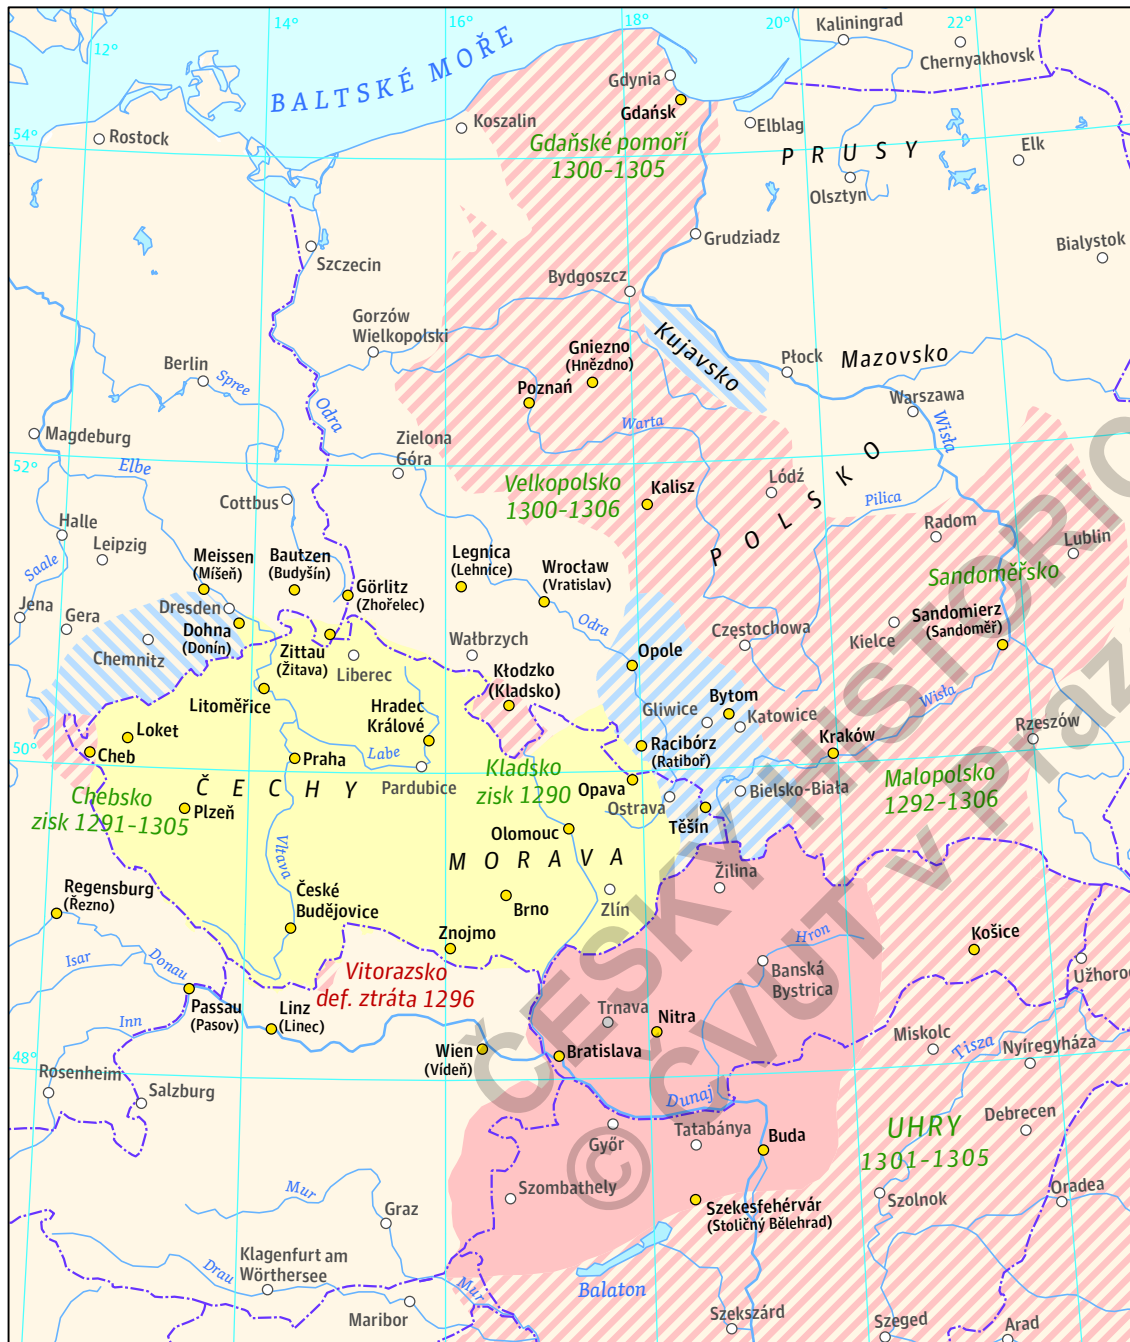 12°
14°
16°
18°
20°
22°
Kaliningrad
Chernyakhovsk
BALTSKÉ MOŘE
Gdynia
Gdańsk
Koszalin
Elblag
Elk
54°
Rostock
Gdaňské pomoří
1300-1305
PRUSY
Olsztyn
Grudziadz
Bialystok
Szczecin
Bydgoszcz
Gorzów
Wielkopolski
Kujavsko
Gniezno
(Hnězdno)
Płock
Mazovsko
Berlin
Spree
Poznań
Warszawa
Odra
Warta
Wisła
Magdeburg
Zielona
Góra
Elbe
52°
Łódź
POLSKO
Velkopolsko
1300-1306
Kalisz
Pilica
Cottbus
Halle
Leipzig
Radom
Lublin
Saale
Meissen
(Míšeň)
Bautzen
(Budyšín)
Legnica
(Lehnice)
Wrocław
(Vratislav)
Sandoměřsko
Görlitz
(Zhořelec)
Jena
Gera
Dresden
Dohna
(Donín)
Odra
Sandomierz
(Sandoměř)
Chemnitz
Zittau
(Žitava)
Wałbrzych
Częstochowa
Kielce
Liberec
Opole
Kłodzko
(Kladsko)
Litoměřice
Hradec
Králové
Bytom
Wisła
Gliwice
Katowice
Loket
Rzeszów
50°
Cheb
Praha
Labe
Racibórz
(Ratiboř)
Kraków
Kladsko
zisk 1290
ČECHY
Pardubice
Opava
Ostrava
Bielsko-Biała
Malopolsko
1292-1306
Chebsko
zisk 1291-1305
Plzeň
Těšín
Olomouc
Vltava
MORAVA
Žilina
Regensburg
(Řezno)
České
Budějovice
Brno
Zlín
Znojmo
Hron
Košice
Isar
Donau
Vitorazsko
def. ztráta 1296
Banská
Bystrica
Užhorod
Passau
(Pasov)
Linz
(Linec)
Inn
Trnava
Nitra
Miskolc
Tisza
Nyíregyháza
48°
Wien
(Vídeň)
Bratislava
Rosenheim
Salzburg
Dunaj
Debrecen
Győr
Tatabánya
Buda
UHRY
1301-1305
Mur
Szombathely
Szekesfehérvár
(Stoličný Bělehrad)
Szolnok
Oradea
Graz
Klagenfurt am
Wörthersee
Drau
Mur
Balaton
Maribor
Szekszárd
Szeged
Arad
© ČESKÝ HISTORIC
ČVUT v Praz